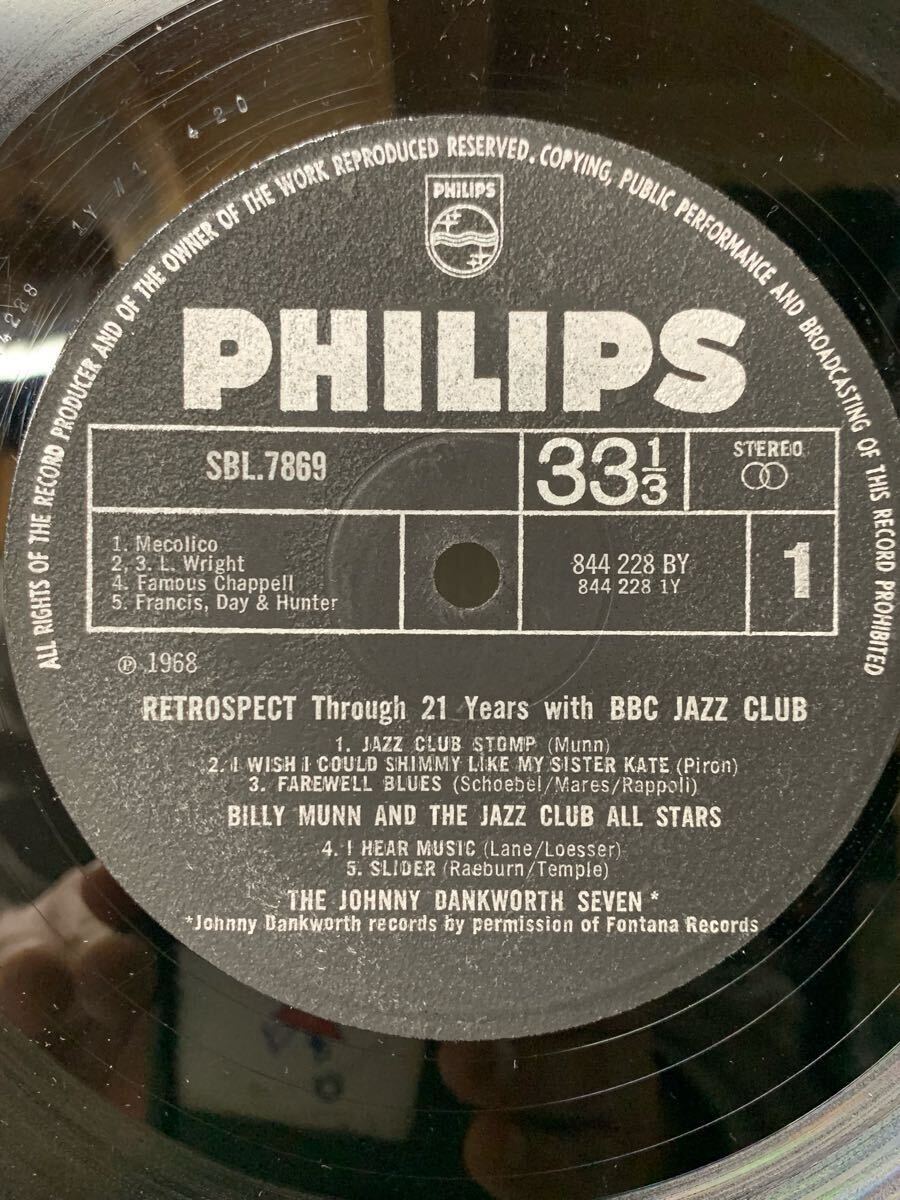 420
1Y
1
228
ALL RIGHTS OF THE RECORD PRODUCER AND OF THE OWNER OF THE WORK REPRODUCED RESERVED. COPYING, PUBLIC PERFORMANCE AND BROADCASTING OF THIS RECORD PROHIBITED
PHILIPS
PHILIPS
SBL.7869
33⅓
STEREO
1. Mecolico
2, 3. L. Wright
4. Famous Chappell
5. Francis, Day & Hunter
844 228 BY
844 228 1Y
1
℗ 1968
RETROSPECT Through 21 Years with BBC JAZZ CLUB
1. JAZZ CLUB STOMP (Munn)
2. I WISH I COULD SHIMMY LIKE MY SISTER KATE (Piron)
3. FAREWELL BLUES (Schoebel/Mares/Rappoli)
BILLY MUNN AND THE JAZZ CLUB ALL STARS
4. I HEAR MUSIC (Lane/Loesser)
5. SLIDER (Raeburn/Temple)
THE JOHNNY DANKWORTH SEVEN *
*Johnny Dankworth records by permission of Fontana Records